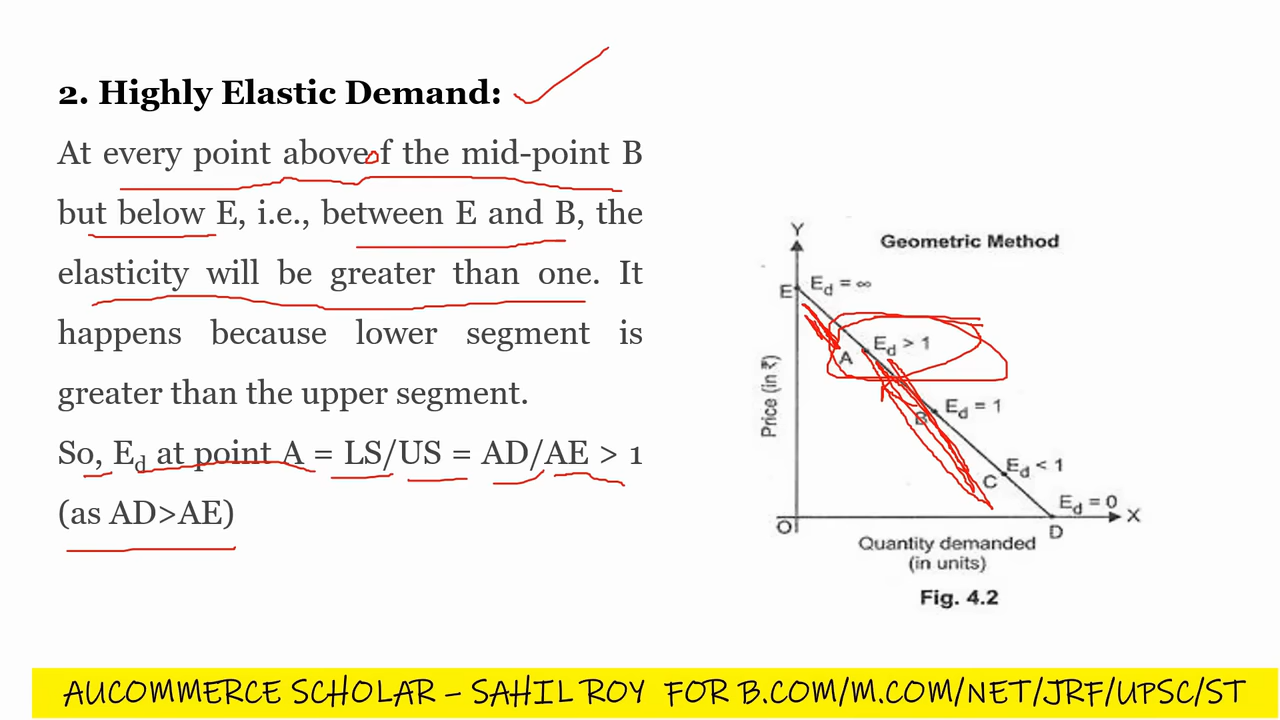 2. Highly Elastic Demand:
At every point above of the mid-point B
but below E, i.e., between E and B, the
elasticity will be greater than one. It
happens because lower segment is
greater than the upper segment.
So, Ed at point A = LS/US = AD/AE > 1
(as AD>AE)
Y
Geometric Method
E Ed = ∞
A Ed > 1
B Ed = 1
C Ed < 1
Ed = 0
Price (in ₹)
O D X
Quantity demanded
(in units)
Fig. 4.2
AUCOMMERCE SCHOLAR – SAHIL ROY FOR B.COM/M.COM/NET/JRF/UPSC/ST